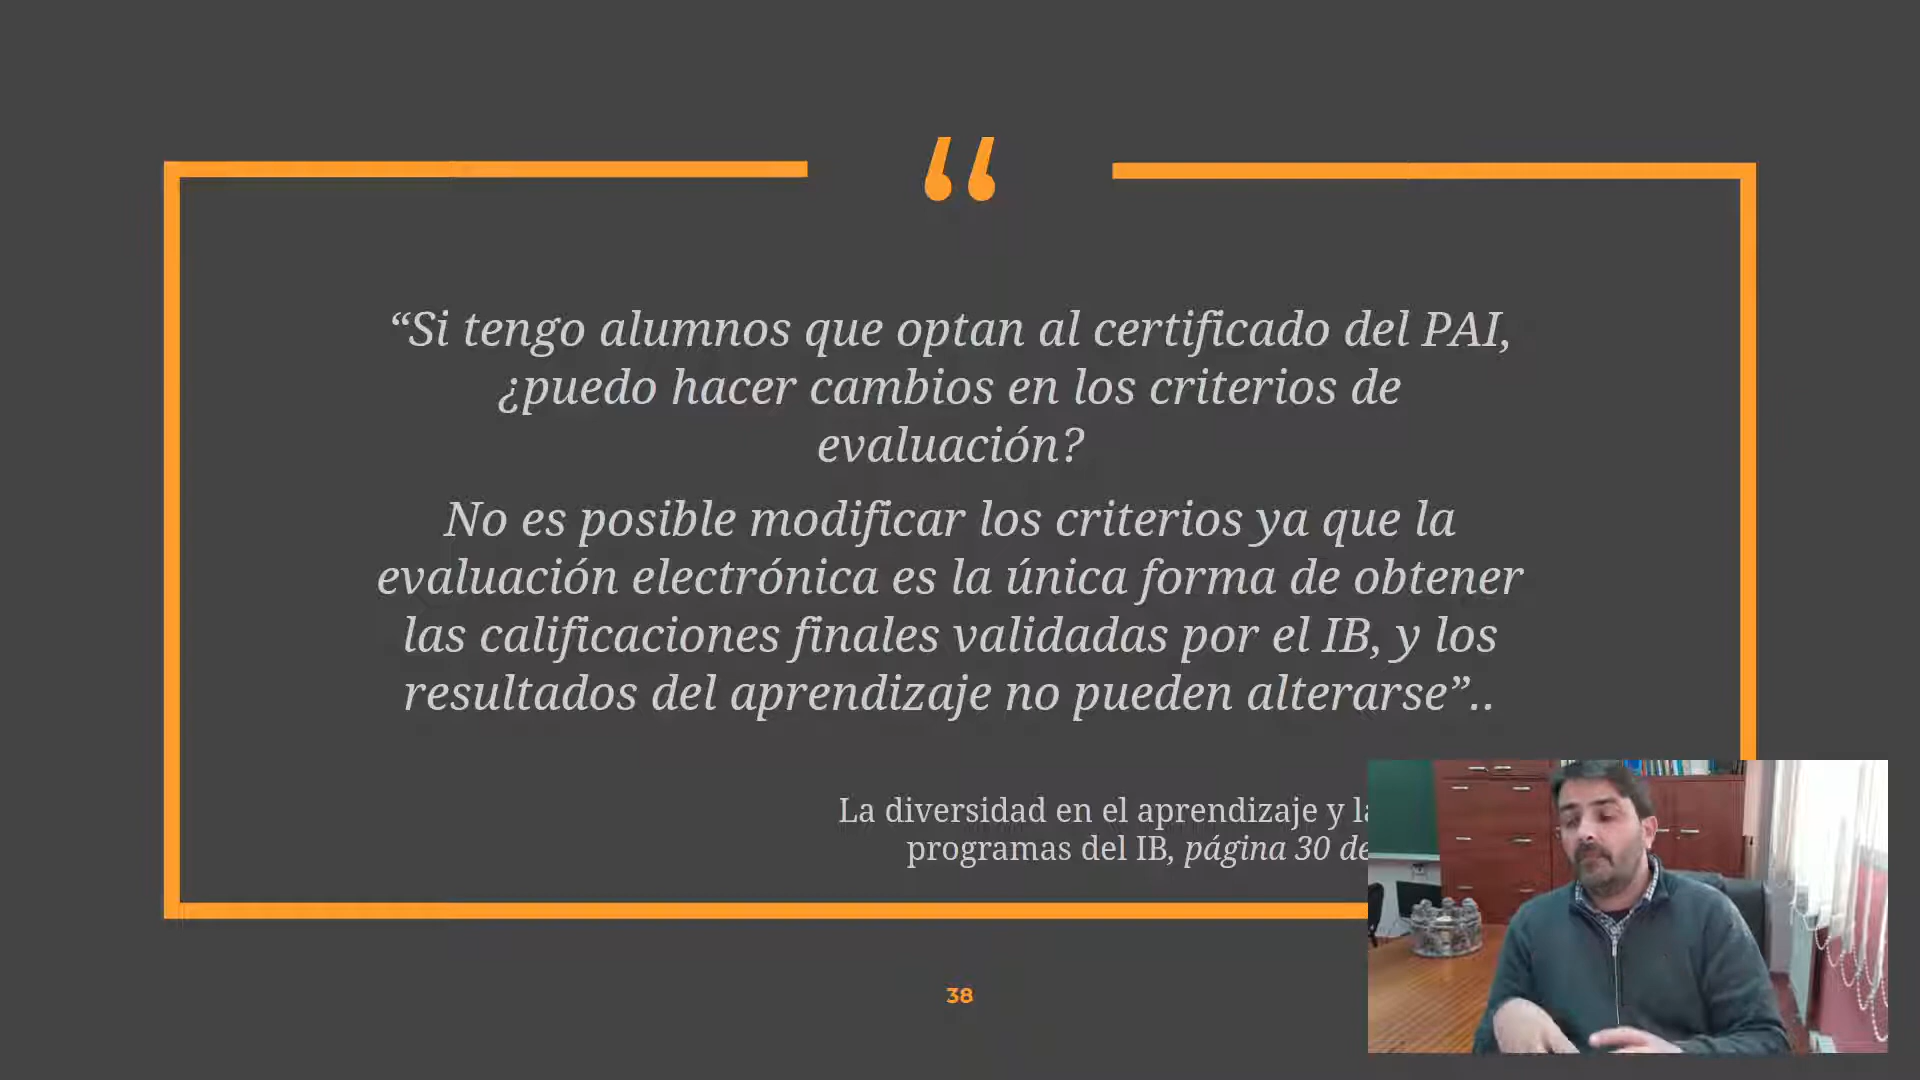 “
“Si tengo alumnos que optan al certificado del PAI,
¿puedo hacer cambios en los criterios de
evaluación?
No es posible modificar los criterios ya que la
evaluación electrónica es la única forma de obtener
las calificaciones finales validadas por el IB, y los
resultados del aprendizaje no pueden alterarse”..
La diversidad en el aprendizaje y
programas del IB, página 30
38